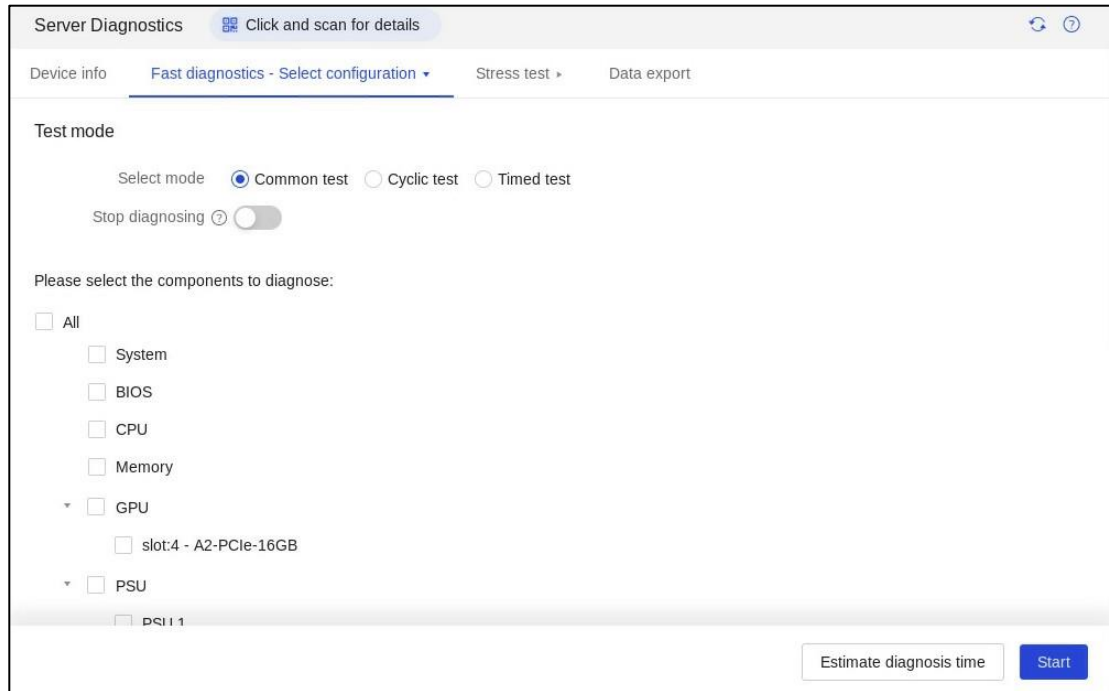 Server Diagnostics Click and scan for details
Device info Fast diagnostics - Select configuration Stress test Data export
Test mode
Select mode Common test Cyclic test Timed test
Stop diagnosing
Please select the components to diagnose:
All
System
BIOS
CPU
Memory
GPU
slot:4 - A2-PCIe-16GB
PSU
PSU 1
Estimate diagnosis time Start